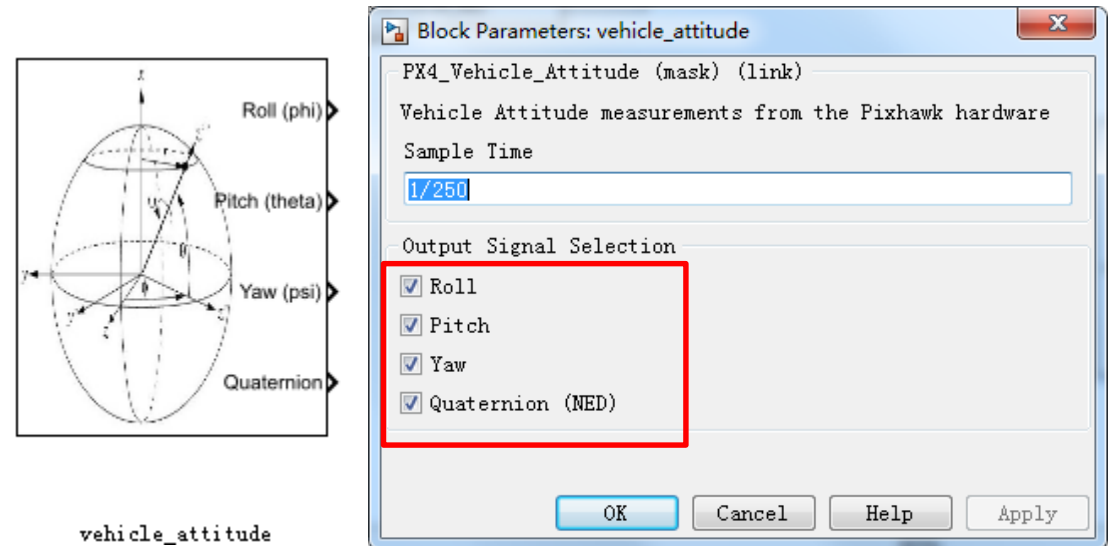 Roll (phi)
Pitch (theta)
Yaw (psi)
Quaternion
vehicle_attitude
Block Parameters: vehicle_attitude
PX4_Vehicle_Attitude (mask) (link)
Vehicle Attitude measurements from the Pixhawk hardware
Sample Time
1/250
Output Signal Selection
Roll
Pitch
Yaw
Quaternion (NED)
OK Cancel Help Apply